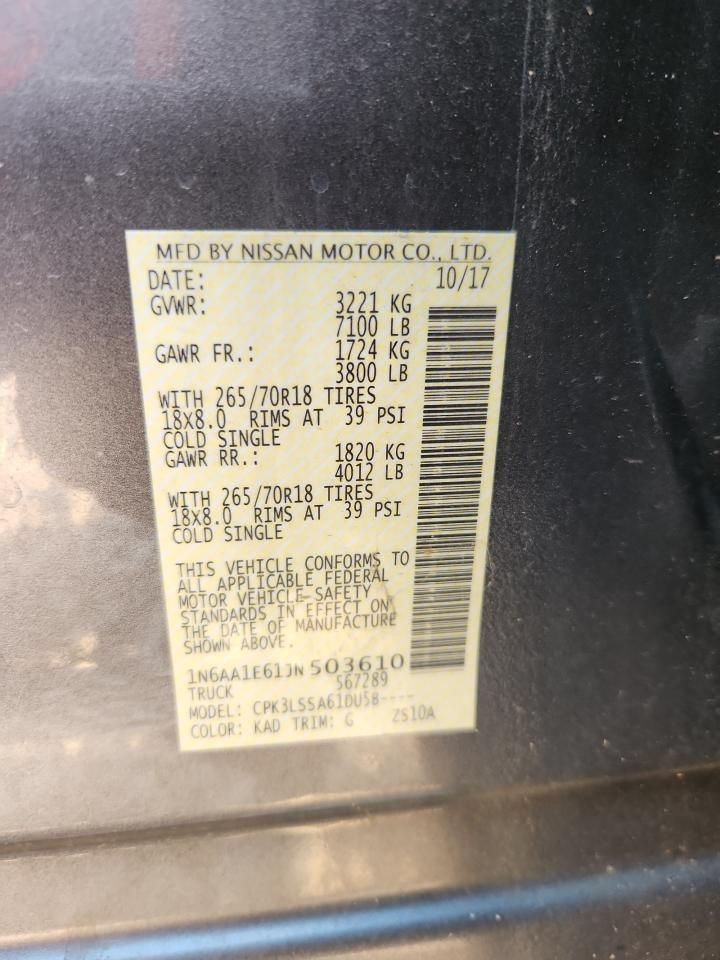 MFD BY NISSAN MOTOR CO., LTD.
DATE: 10/17
GVWR: 3221 KG
7100 LB
GAWR FR.: 1724 KG
3800 LB
WITH 265/70R18 TIRES
18X8.0 RIMS AT 39 PSI
COLD SINGLE
GAWR RR.: 1820 KG
4012 LB
WITH 265/70R18 TIRES
18X8.0 RIMS AT 39 PSI
COLD SINGLE
THIS VEHICLE CONFORMS TO
ALL APPLICABLE FEDERAL
MOTOR VEHICLE SAFETY
STANDARDS IN EFFECT ON
THE DATE OF MANUFACTURE
SHOWN ABOVE.
1N6AA1E61JN503610
TRUCK 567289
MODEL: CPK3LSSA61DU5B----
COLOR: KAD TRIM: G ZS10A